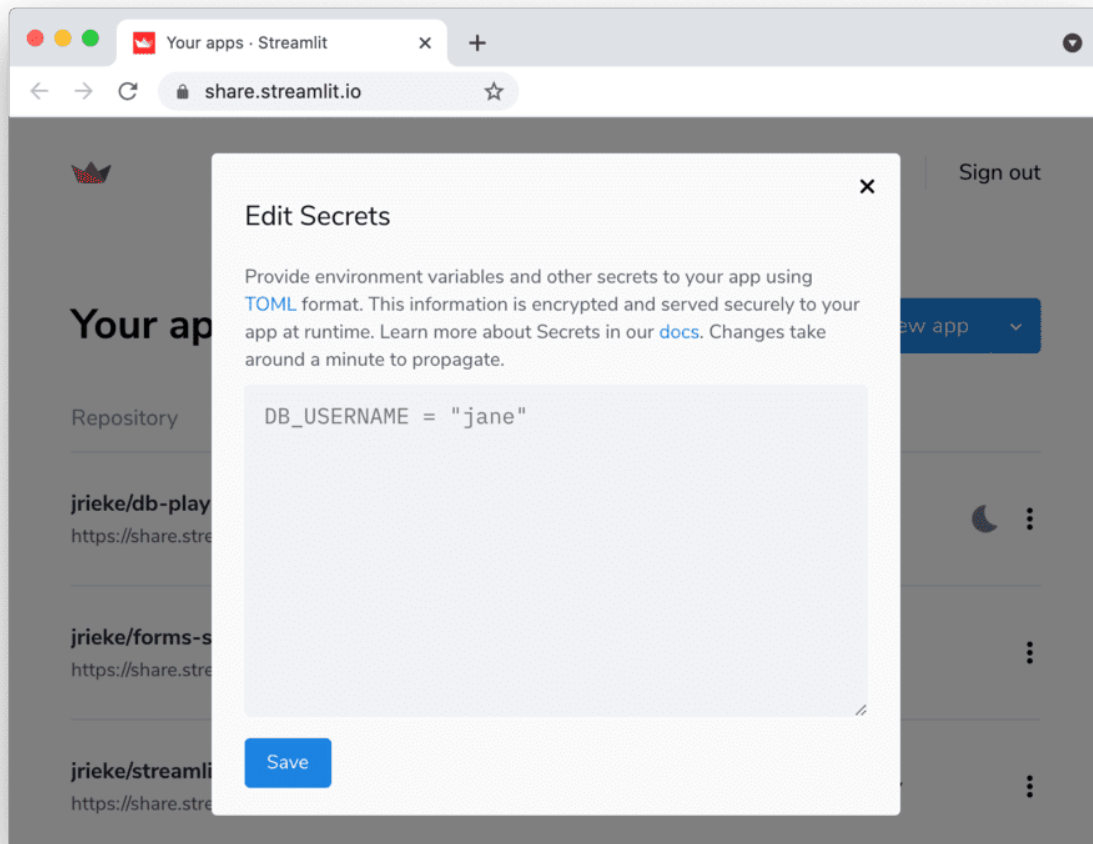 Your apps · Streamlit
share.streamlit.io
Sign out
Edit Secrets
Provide environment variables and other secrets to your app using
TOML format. This information is encrypted and served securely to your
app at runtime. Learn more about Secrets in our docs. Changes take
around a minute to propagate.
Your ap
ew app
DB_USERNAME = "jane"
Repository
jrieke/db-play
https://share.stre
jrieke/forms-s
https://share.stre
jrieke/streamli
https://share.stre
Save